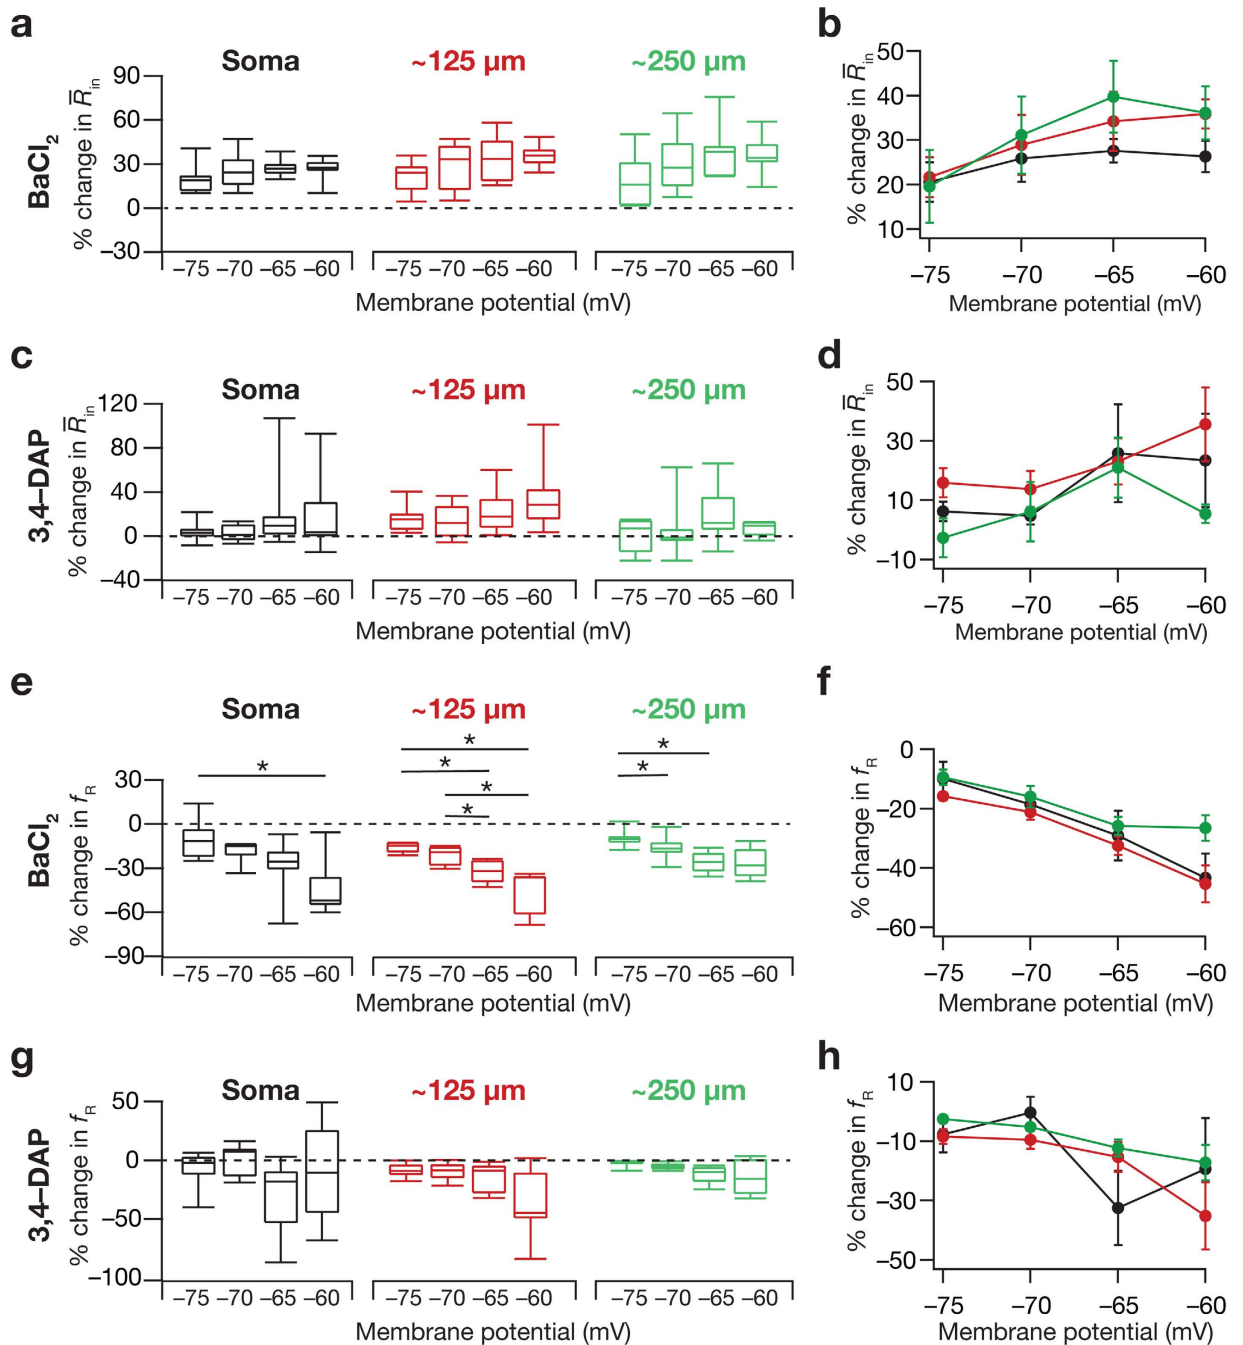 a
Soma
~125 µm
~250 µm
BaCl2
% change in R̅in
90
60
30
0
−30
−75 −70 −65 −60
−75 −70 −65 −60
−75 −70 −65 −60
Membrane potential (mV)
b
% change in R̅in
50
40
30
20
10
−75 −70 −65 −60
Membrane potential (mV)
c
Soma
~125 µm
~250 µm
3,4–DAP
% change in R̅in
120
80
40
0
−40
−75 −70 −65 −60
−75 −70 −65 −60
−75 −70 −65 −60
Membrane potential (mV)
d
% change in R̅in
50
30
10
−10
−75 −70 −65 −60
Membrane potential (mV)
e
Soma
~125 µm
~250 µm
BaCl2
% change in fR
30
0
−30
−60
−90
*
*
*
*
*
*
*
−75 −70 −65 −60
−75 −70 −65 −60
−75 −70 −65 −60
Membrane potential (mV)
f
% change in fR
0
−20
−40
−60
−75 −70 −65 −60
Membrane potential (mV)
g
Soma
~125 µm
~250 µm
3,4–DAP
% change in fR
50
0
−50
−100
−75 −70 −65 −60
−75 −70 −65 −60
−75 −70 −65 −60
Membrane potential (mV)
h
% change in fR
10
−10
−30
−50
−75 −70 −65 −60
Membrane potential (mV)